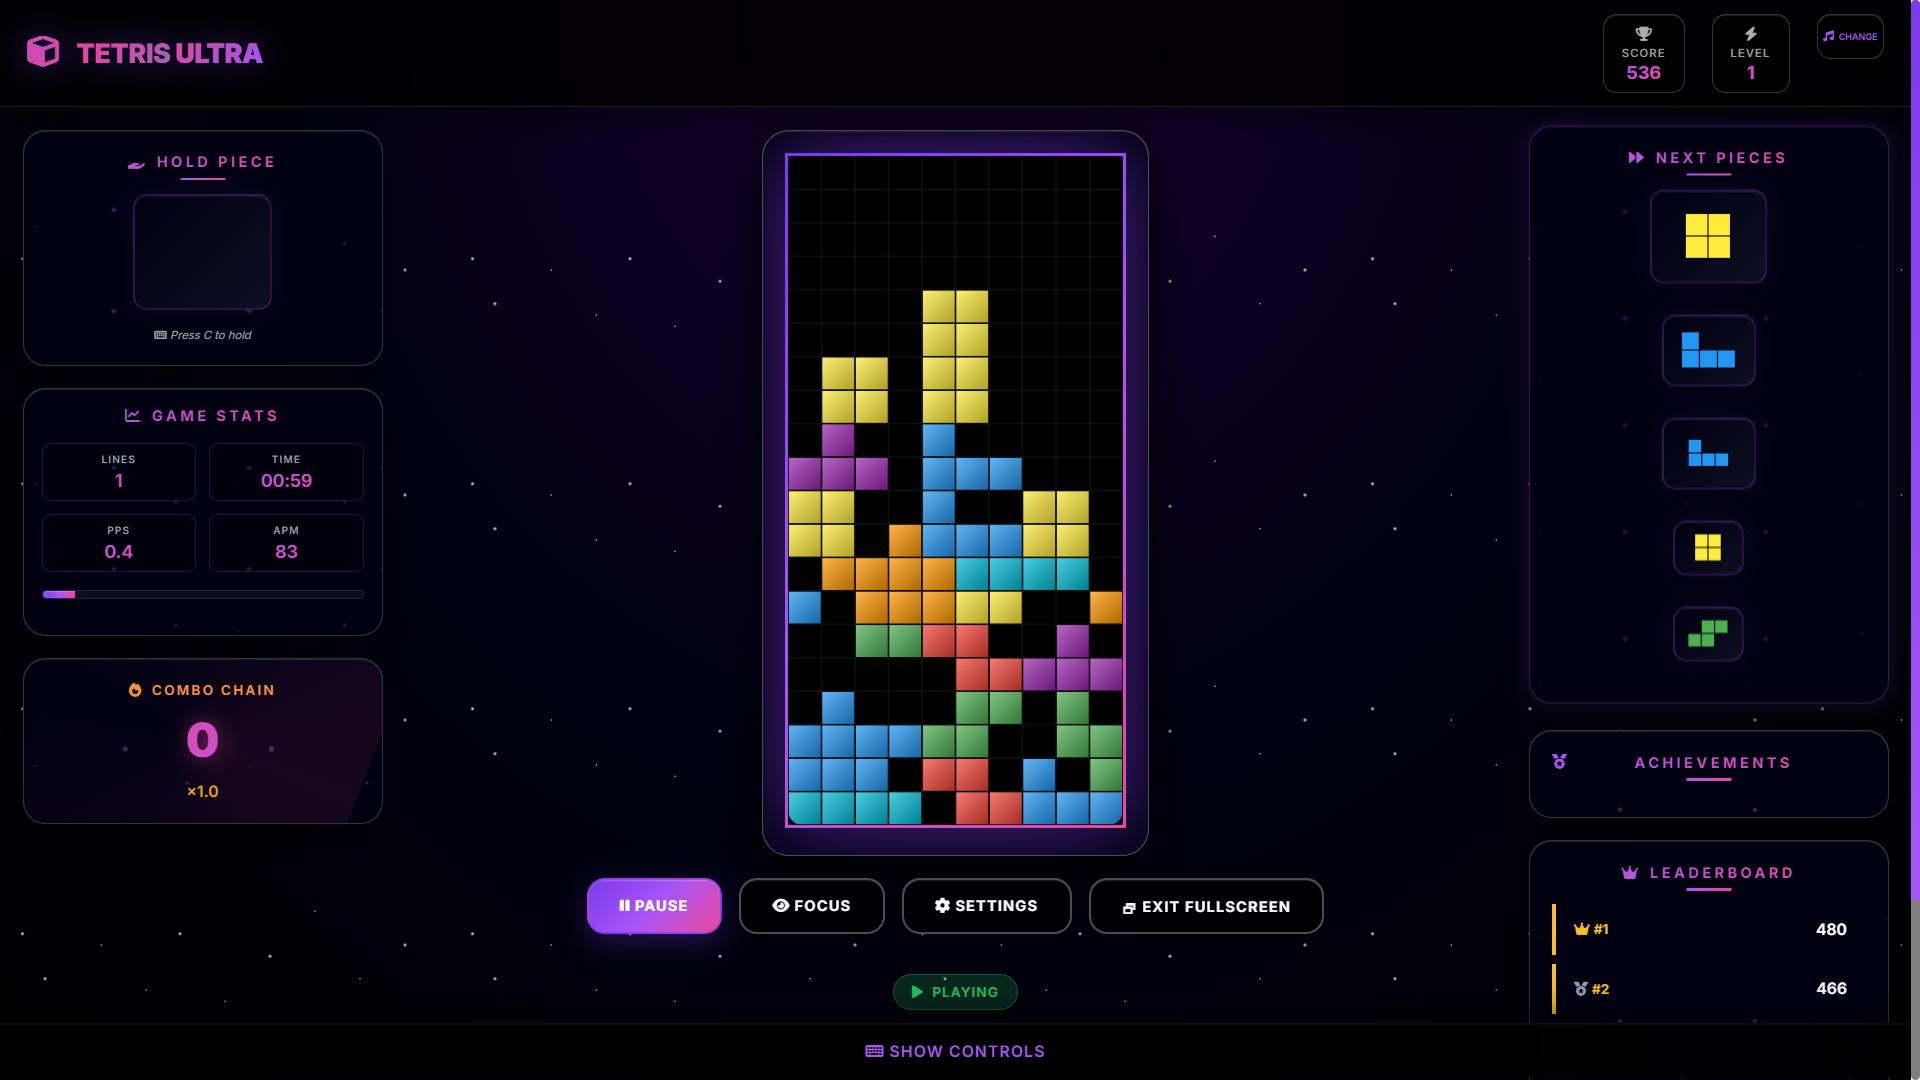 TETRIS ULTRA
SCORE
536
LEVEL
1
CHANGE
HOLD PIECE
Press C to hold
GAME STATS
LINES
1
TIME
00:59
PPS
0.4
APM
83
COMBO CHAIN
0
×1.0
NEXT PIECES
ACHIEVEMENTS
LEADERBOARD
#1 480
#2 466
PAUSE
FOCUS
SETTINGS
EXIT FULLSCREEN
PLAYING
SHOW CONTROLS